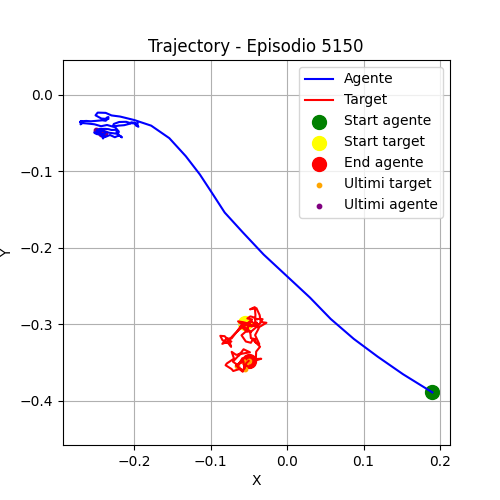 Trajectory - Episodio 5150
Agente
Target
Start agente
Start target
End agente
Ultimi target
Ultimi agente
Y
0.0
−0.1
−0.2
−0.3
−0.4
−0.2
−0.1
0.0
0.1
0.2
X